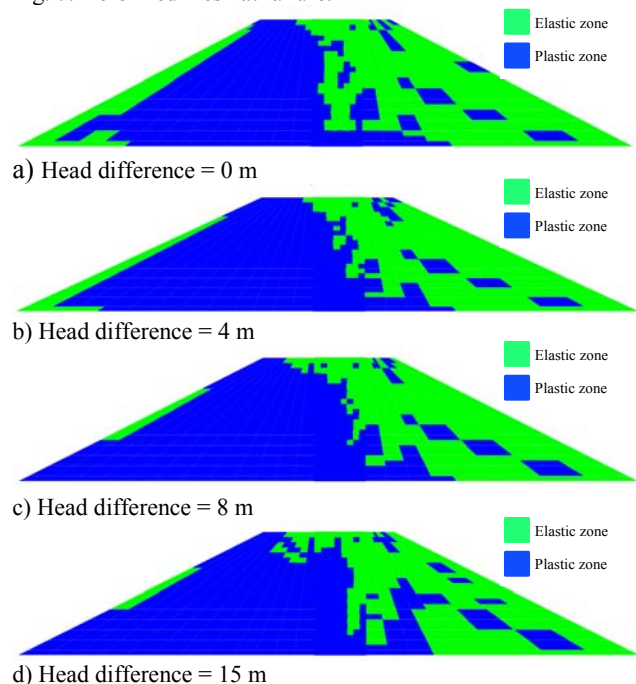 Elastic zone
Plastic zone
a) Head difference = 0 m
Elastic zone
Plastic zone
b) Head difference = 4 m
Elastic zone
Plastic zone
c) Head difference = 8 m
Elastic zone
Plastic zone
d) Head difference = 15 m